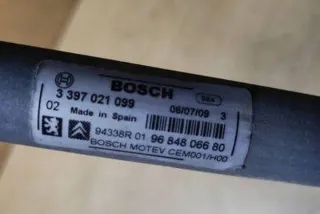 BOSCH
3 397 021 099
06/07/09 3
02 Made in Spain
94338R 01 96 848 066 80
BOSCH MOTEV CEM001/H00